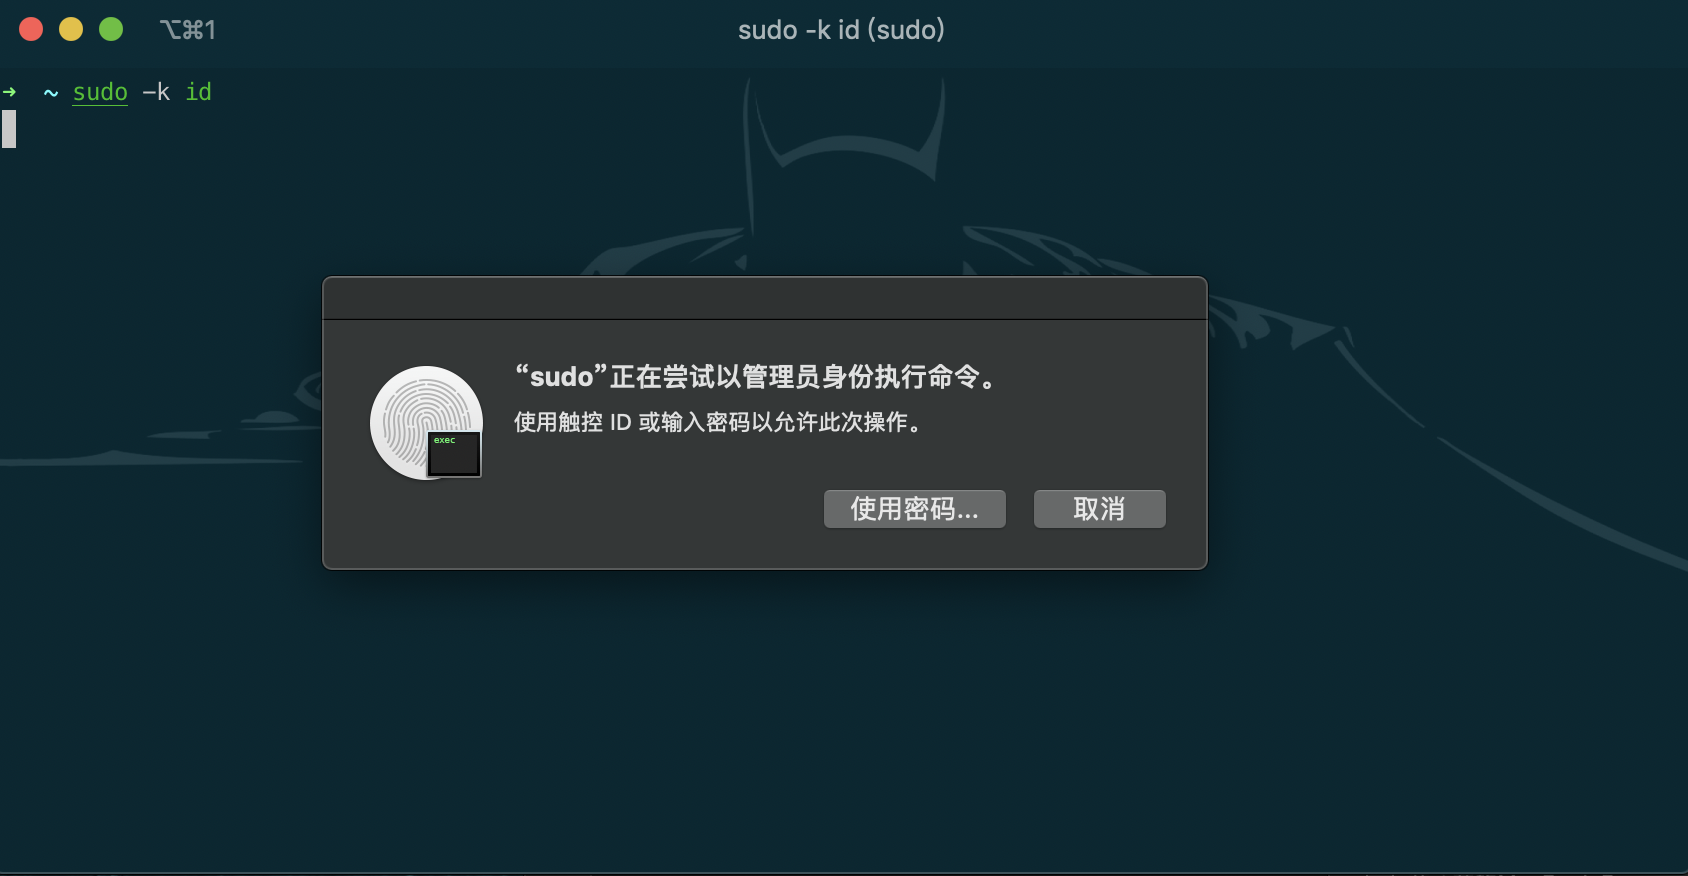 ⌥⌘1
sudo -k id (sudo)
➜ ~ sudo -k id
“sudo”正在尝试以管理员身份执行命令。
使用触控 ID 或输入密码以允许此次操作。
exec
使用密码...
取消